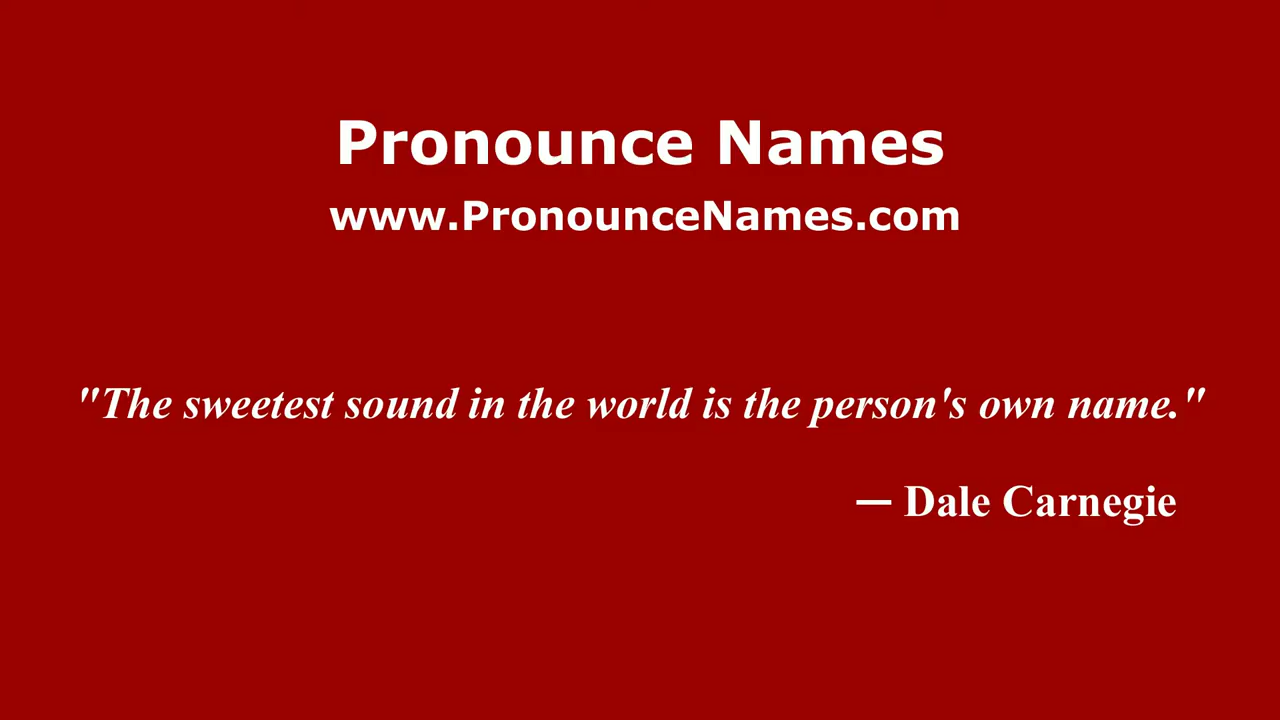 Pronounce Names
www.PronounceNames.com
"The sweetest sound in the world is the person's own name."
— Dale Carnegie